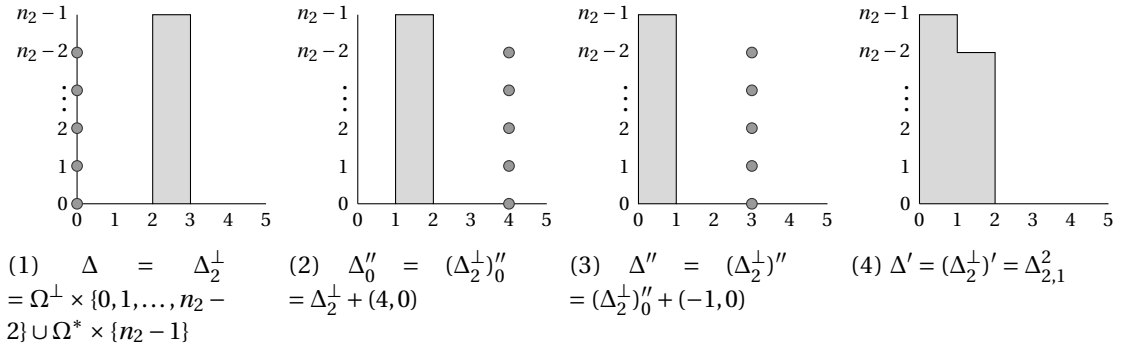 n₂ − 1
n₂ − 2
⋮
2
1
0
0 1 2 3 4 5
n₂ − 1
n₂ − 2
⋮
2
1
0
0 1 2 3 4 5
n₂ − 1
n₂ − 2
⋮
2
1
0
0 1 2 3 4 5
n₂ − 1
n₂ − 2
⋮
2
1
0
0 1 2 3 4 5
(1) Δ = Δ₂^⊥
= Ω^⊥ × {0, 1, …, n₂ −
2} ∪ Ω* × {n₂ − 1}
(2) Δ₀″ = (Δ₂^⊥)₀″
= Δ₂^⊥ + (4, 0)
(3) Δ″ = (Δ₂^⊥)″
= (Δ₂^⊥)₀″ + (−1, 0)
(4) Δ′ = (Δ₂^⊥)′ = Δ²₂,₁